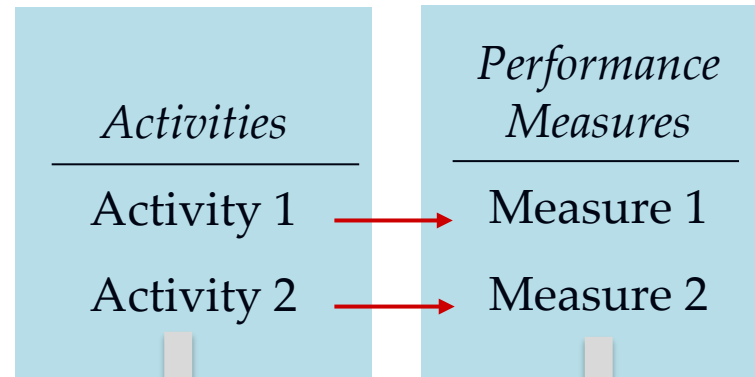 Activities
Activity 1
Activity 2
Performance
Measures
Measure 1
Measure 2